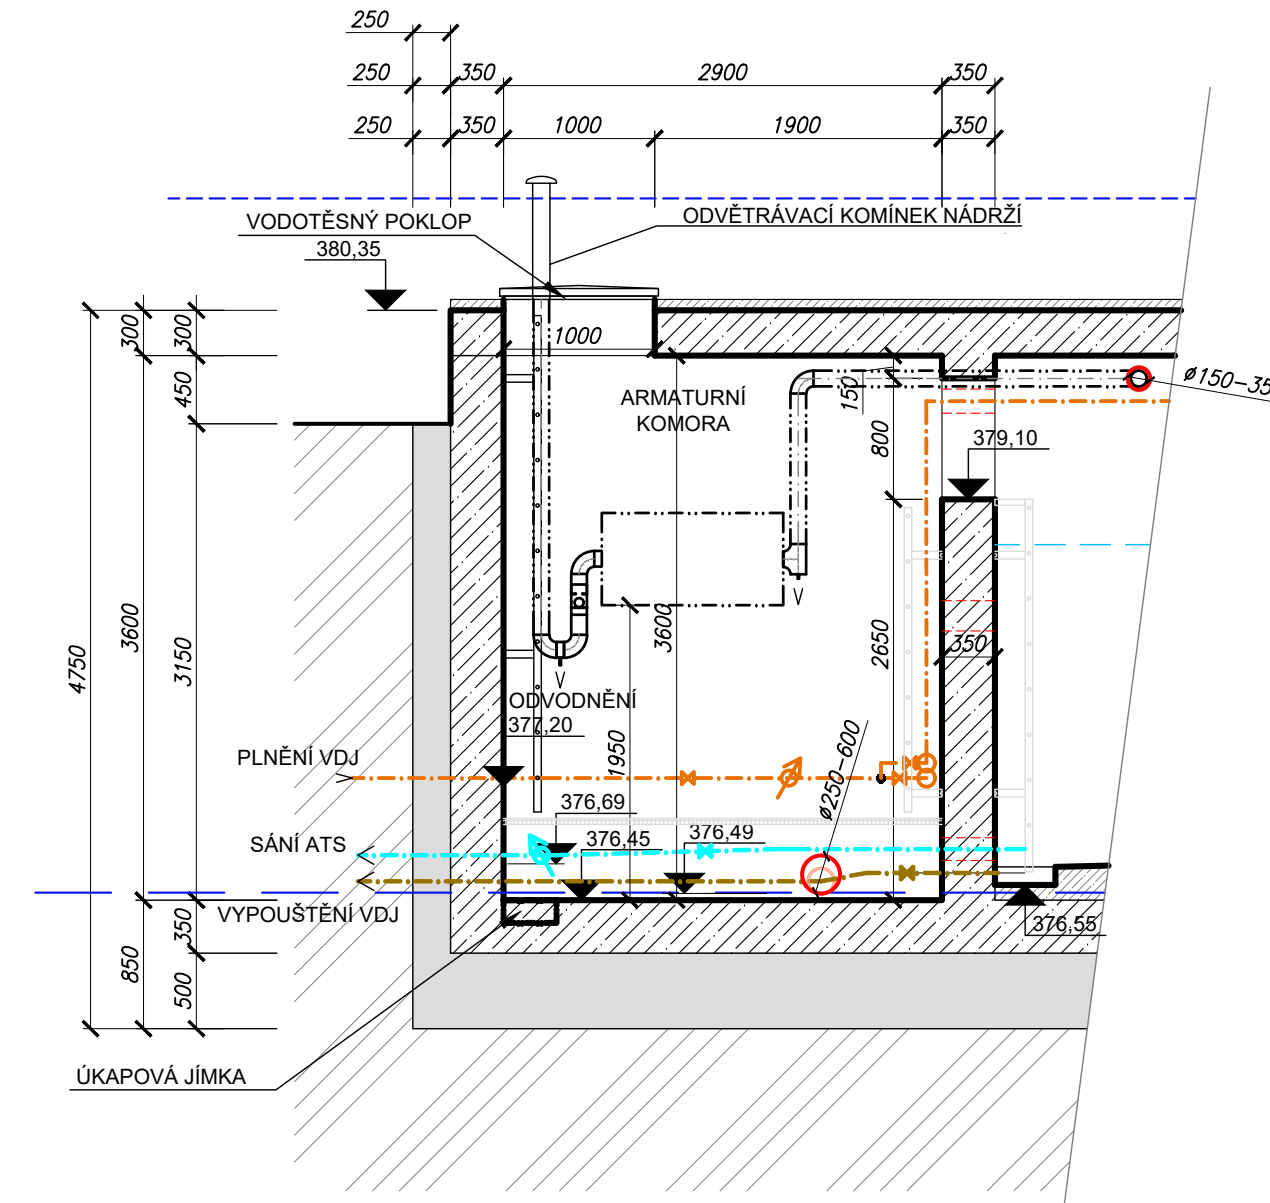 250
250 350 2900 350
250 350 1000 1900 350
VODOTĚSNÝ POKLOP
ODVĚTRÁVACÍ KOMÍNEK NÁDRŽÍ
380,35
300
300
450
1000
150
ø150-35
ARMATURNÍ
KOMORA
800
379,10
4750
3600
3150
3600
2650
350
ODVODNĚNÍ
377,20
1950
PLNĚNÍ VDJ
ø250-600
376,69
376,45
376,49
SÁNÍ ATS
VYPOUŠTĚNÍ VDJ
376,55
850
350
500
ÚKAPOVÁ JÍMKA